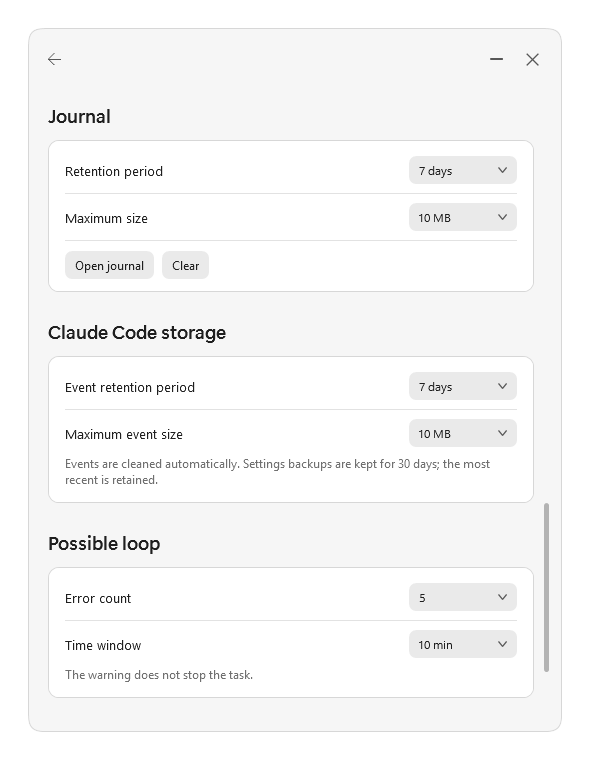 Journal
Retention period
7 days
Maximum size
10 MB
Open journal
Clear
Claude Code storage
Event retention period
7 days
Maximum event size
10 MB
Events are cleaned automatically. Settings backups are kept for 30 days; the most
recent is retained.
Possible loop
Error count
5
Time window
10 min
The warning does not stop the task.